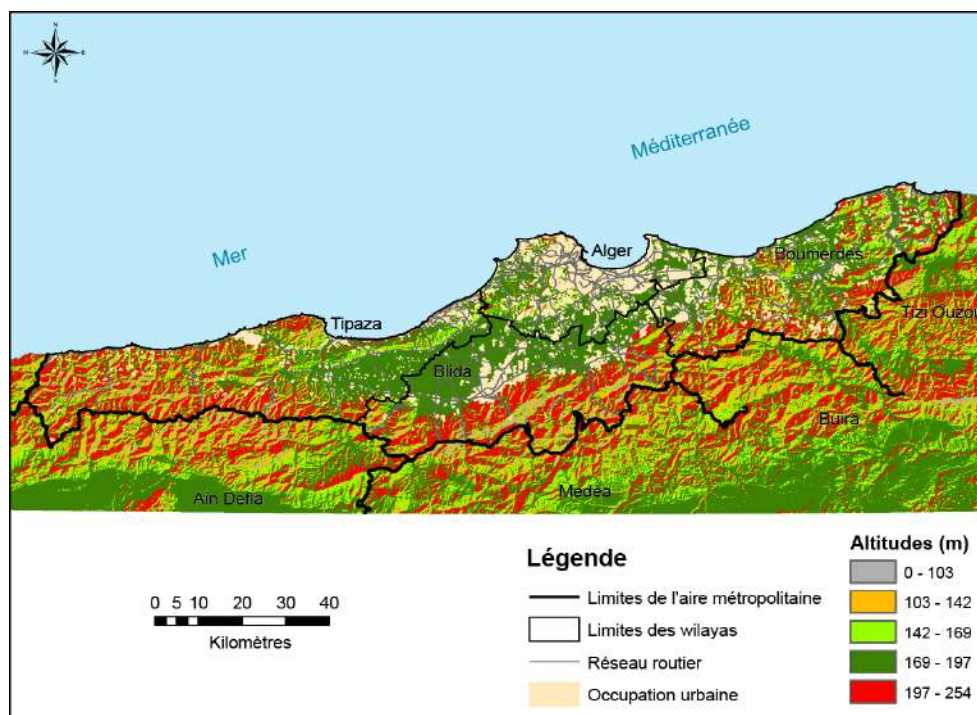 Méditerranée
Mer
Alger
Boumerdes
Tipaza
Tizi Ouzou
Blida
Buira
Ain Defla
Medea
Légende
Limites de l'aire métropolitaine
Limites des wilayas
Réseau routier
Occupation urbaine
Altitudes (m)
0 - 103
103 - 142
142 - 169
169 - 197
197 - 254
0 5 10 20 30 40
Kilomètres